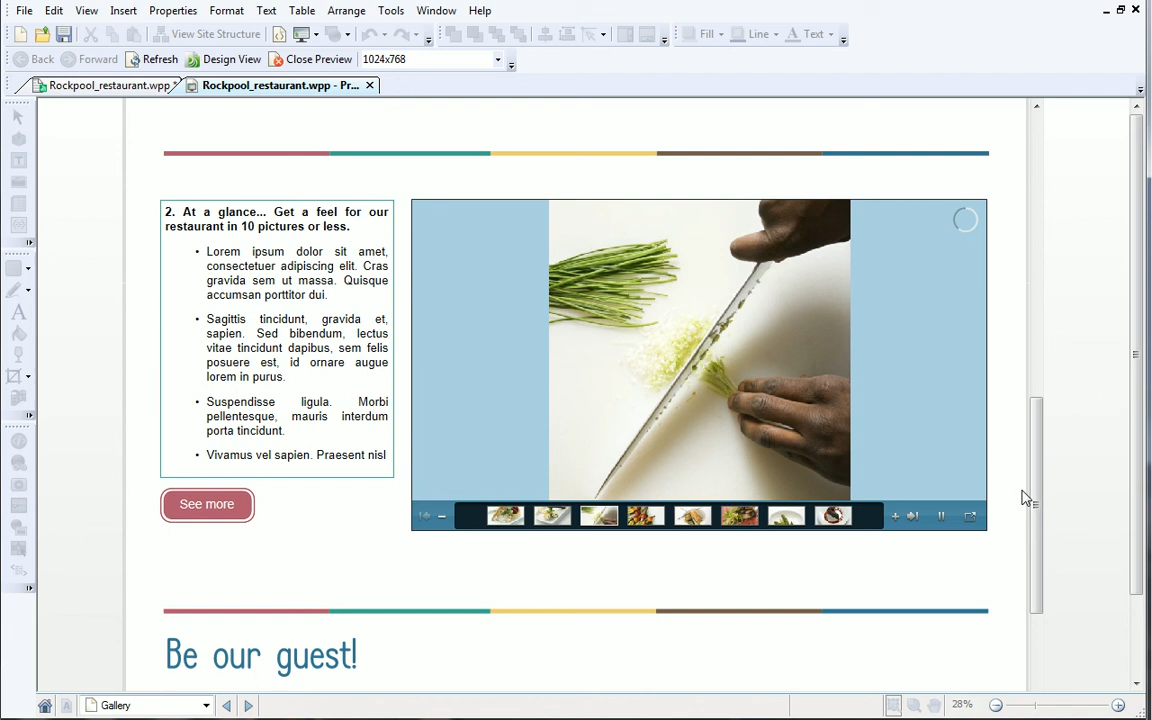 File Edit View Insert Properties Format Text Table Arrange Tools Window Help
View Site Structure Fill Line Text
Back Forward Refresh Design View Close Preview 1024x768
Rockpool_restaurant.wpp * Rockpool_restaurant.wpp - Pr...
2. At a glance... Get a feel for our
restaurant in 10 pictures or less.
• Lorem ipsum dolor sit amet,
consectetuer adipiscing elit. Cras
gravida sem ut massa. Quisque
accumsan porttitor dui.
• Sagittis tincidunt, gravida et,
sapien. Sed bibendum, lectus
vitae tincidunt dapibus, sem felis
posuere est, id ornare augue
lorem in purus.
• Suspendisse ligula. Morbi
pellentesque, mauris interdum
porta tincidunt.
• Vivamus vel sapien. Praesent nisl
See more
Be our guest!
Gallery 28%